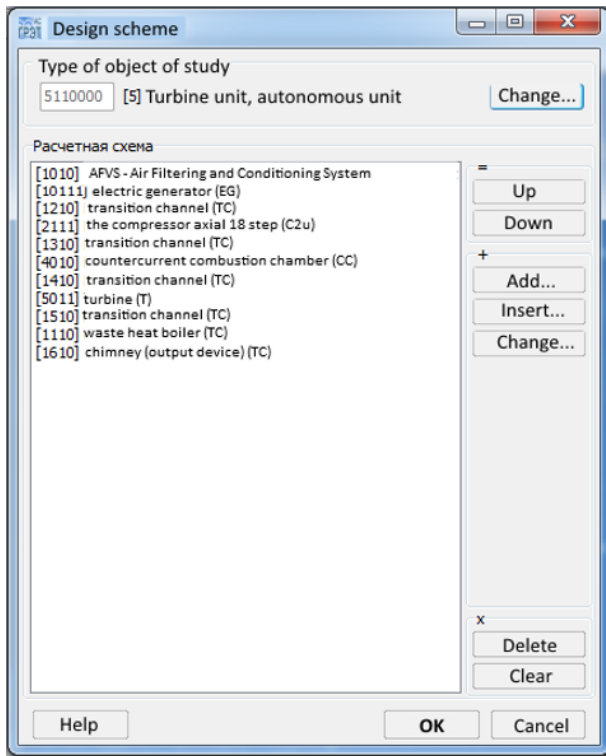 Design scheme
Type of object of study
5110000 [5] Turbine unit, autonomous unit Change...
Расчетная схема
[1010] AFVS - Air Filtering and Conditioning System
[10111] electric generator (EG)
[1210] transition channel (TC)
[2111] the compressor axial 18 step (C2u)
[1310] transition channel (TC)
[4010] countercurrent combustion chamber (CC)
[1410] transition channel (TC)
[5011] turbine (T)
[1510] transition channel (TC)
[1110] waste heat boiler (TC)
[1610] chimney (output device) (TC)
=
Up
Down
+
Add...
Insert...
Change...
x
Delete
Clear
Help OK Cancel